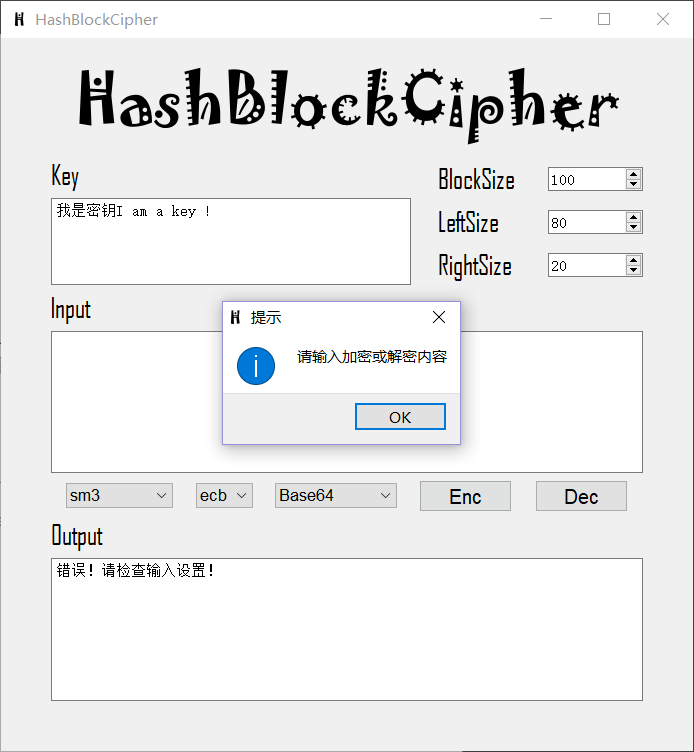 HashBlockCipher
HashBlockCipher
Key
我是密钥I am a key !
BlockSize
100
LeftSize
80
RightSize
20
Input
提示
请输入加密或解密内容
OK
sm3
ecb
Base64
Enc
Dec
Output
错误! 请检查输入设置!